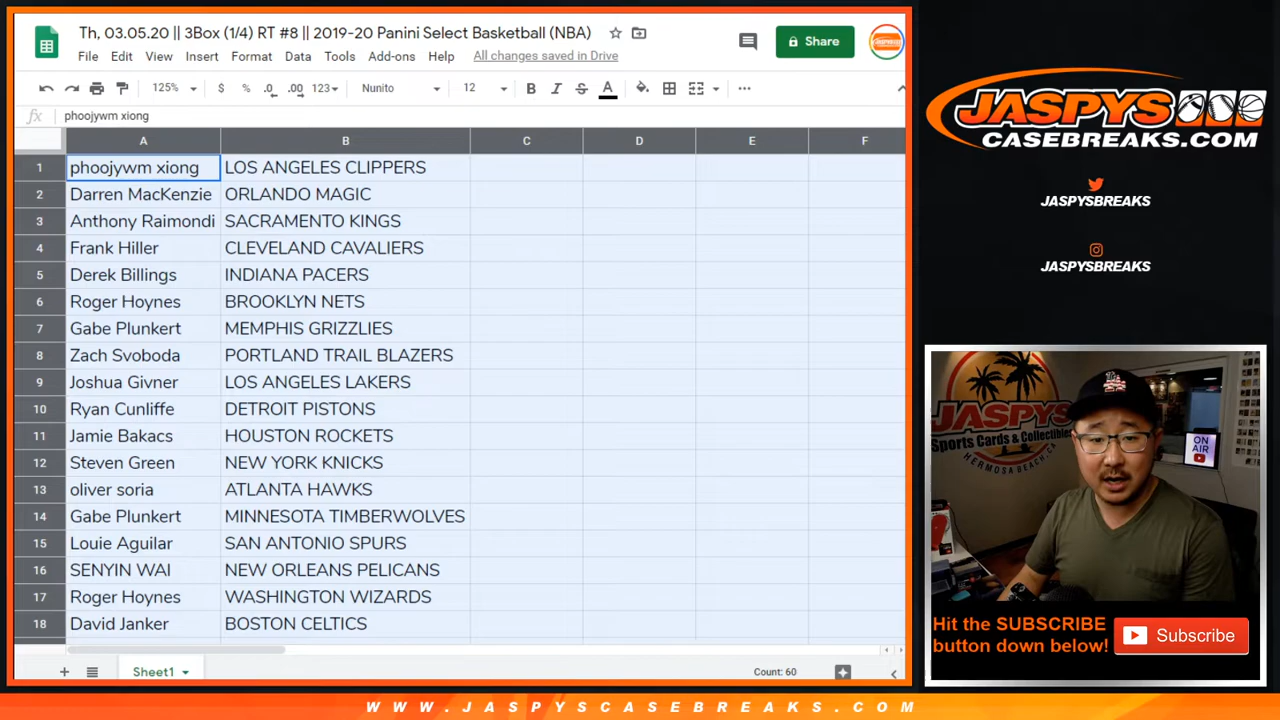 Th, 03.05.20 || 3Box (1/4) RT #8 || 2019-20 Panini Select Basketball (NBA)
File Edit View Insert Format Data Tools Add-ons Help All changes saved in Drive
Share
125% $ % .0 .00 123 Nunito 12 B I S A
fx phoojywm xiong
A B C D E F
1 phoojywm xiong LOS ANGELES CLIPPERS
2 Darren MacKenzie ORLANDO MAGIC
3 Anthony Raimondi SACRAMENTO KINGS
4 Frank Hiller CLEVELAND CAVALIERS
5 Derek Billings INDIANA PACERS
6 Roger Hoynes BROOKLYN NETS
7 Gabe Plunkert MEMPHIS GRIZZLIES
8 Zach Svoboda PORTLAND TRAIL BLAZERS
9 Joshua Givner LOS ANGELES LAKERS
10 Ryan Cunliffe DETROIT PISTONS
11 Jamie Bakacs HOUSTON ROCKETS
12 Steven Green NEW YORK KNICKS
13 oliver soria ATLANTA HAWKS
14 Gabe Plunkert MINNESOTA TIMBERWOLVES
15 Louie Aguilar SAN ANTONIO SPURS
16 SENYIN WAI NEW ORLEANS PELICANS
17 Roger Hoynes WASHINGTON WIZARDS
18 David Janker BOSTON CELTICS
Sheet1
Count: 60
JASPYS
CASEBREAKS.COM
JASPYSBREAKS
JASPYSBREAKS
JASPYS
Sports Cards & Collectibles
HERMOSA BEACH, CA
ON
AIR
Hit the SUBSCRIBE
button down below!
Subscribe
WWW.JASPYSCASEBREAKS.COM